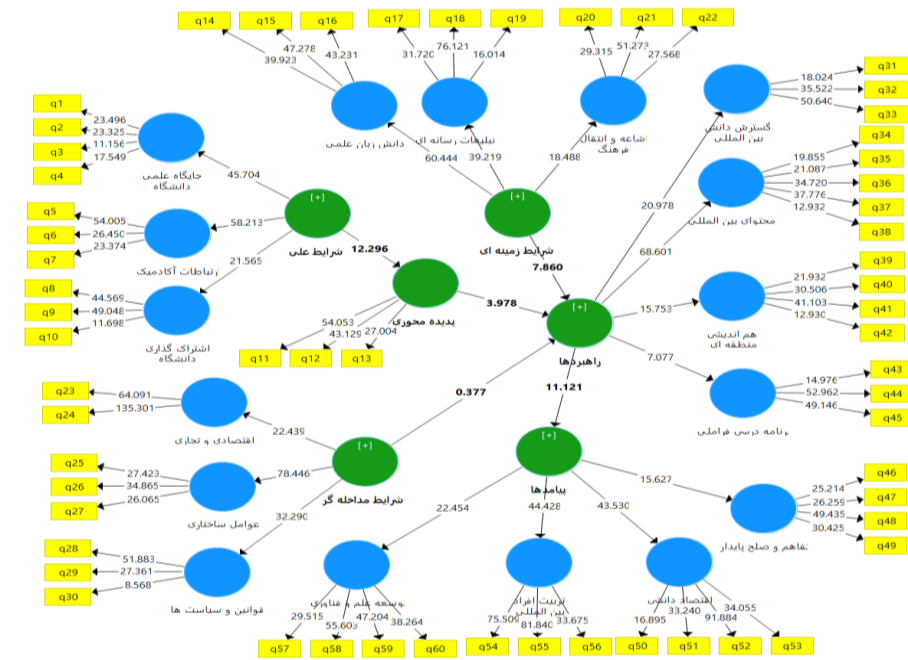 q14
q15
q16
q17
q18
q19
q20
q21
q22
39.923
47.278
43.231
31.720
76.121
16.014
29.315
51.273
27.568
دانش زبان علمی
تبلیغات رسانه ای
اشاعه و انتقال
فرهنگ
60.444
39.219
18.488
q1
q2
q3
q4
23.496
23.325
11.156
17.549
جایگاه علمی
دانشگاه
45.704
q5
q6
q7
54.005
26.450
23.374
ارتباطات آکادمیک
58.213
q8
q9
q10
44.569
49.048
11.698
اشتراک گذاری
دانشگاه
21.565
[+]
شرایط علی
12.296
[+]
شرایط زمینه ای
7.860
پدیده محوری
3.978
54.053
43.129
27.004
q11
q12
q13
[+]
راهبردها
20.978
68.601
15.753
7.077
11.121
0.377
گسترش دانش
بین المللی
18.024
35.522
50.640
q31
q32
q33
محتوای بین المللی
19.855
21.087
34.720
37.776
12.932
q34
q35
q36
q37
q38
هم اندیشی
منطقه ای
21.932
30.506
41.103
12.930
q39
q40
q41
q42
برنامه درسی فراملی
14.976
52.962
49.146
q43
q44
q45
q23
q24
64.091
135.301
اقتصادی و تجاری
22.439
q25
q26
q27
27.423
34.865
26.065
عوامل ساختاری
78.446
q28
q29
q30
51.883
27.361
8.568
قوانین و سیاست ها
32.290
[+]
شرایط مداخله گر
[+]
پیامدها
22.454
44.428
43.530
15.627
تفاهم و صلح پایدار
25.214
26.259
49.435
30.425
q46
q47
q48
q49
توسعه علم و فناوری
29.515
55.603
47.204
38.264
q57
q58
q59
q60
تربیت افراد
بین المللی
75.509
81.840
33.675
q54
q55
q56
اقتصاد دانشی
16.895
33.240
91.884
34.055
q50
q51
q52
q53